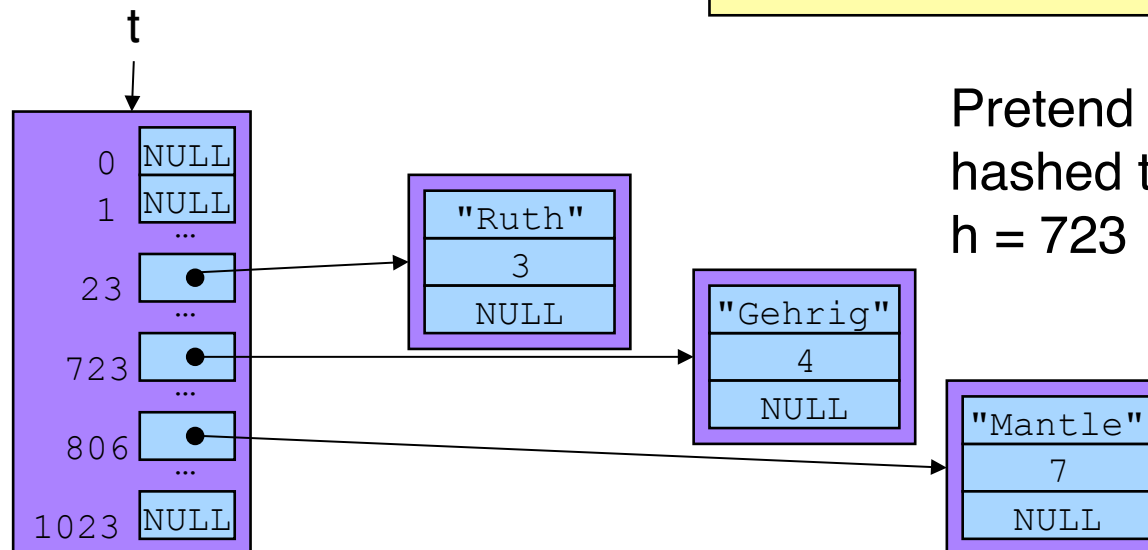 t
Pretend
hashed t
h = 723
0 NULL
1 NULL
...
23
...
723
...
806
...
1023 NULL
"Ruth"
3
NULL
"Gehrig"
4
NULL
"Mantle"
7
NULL